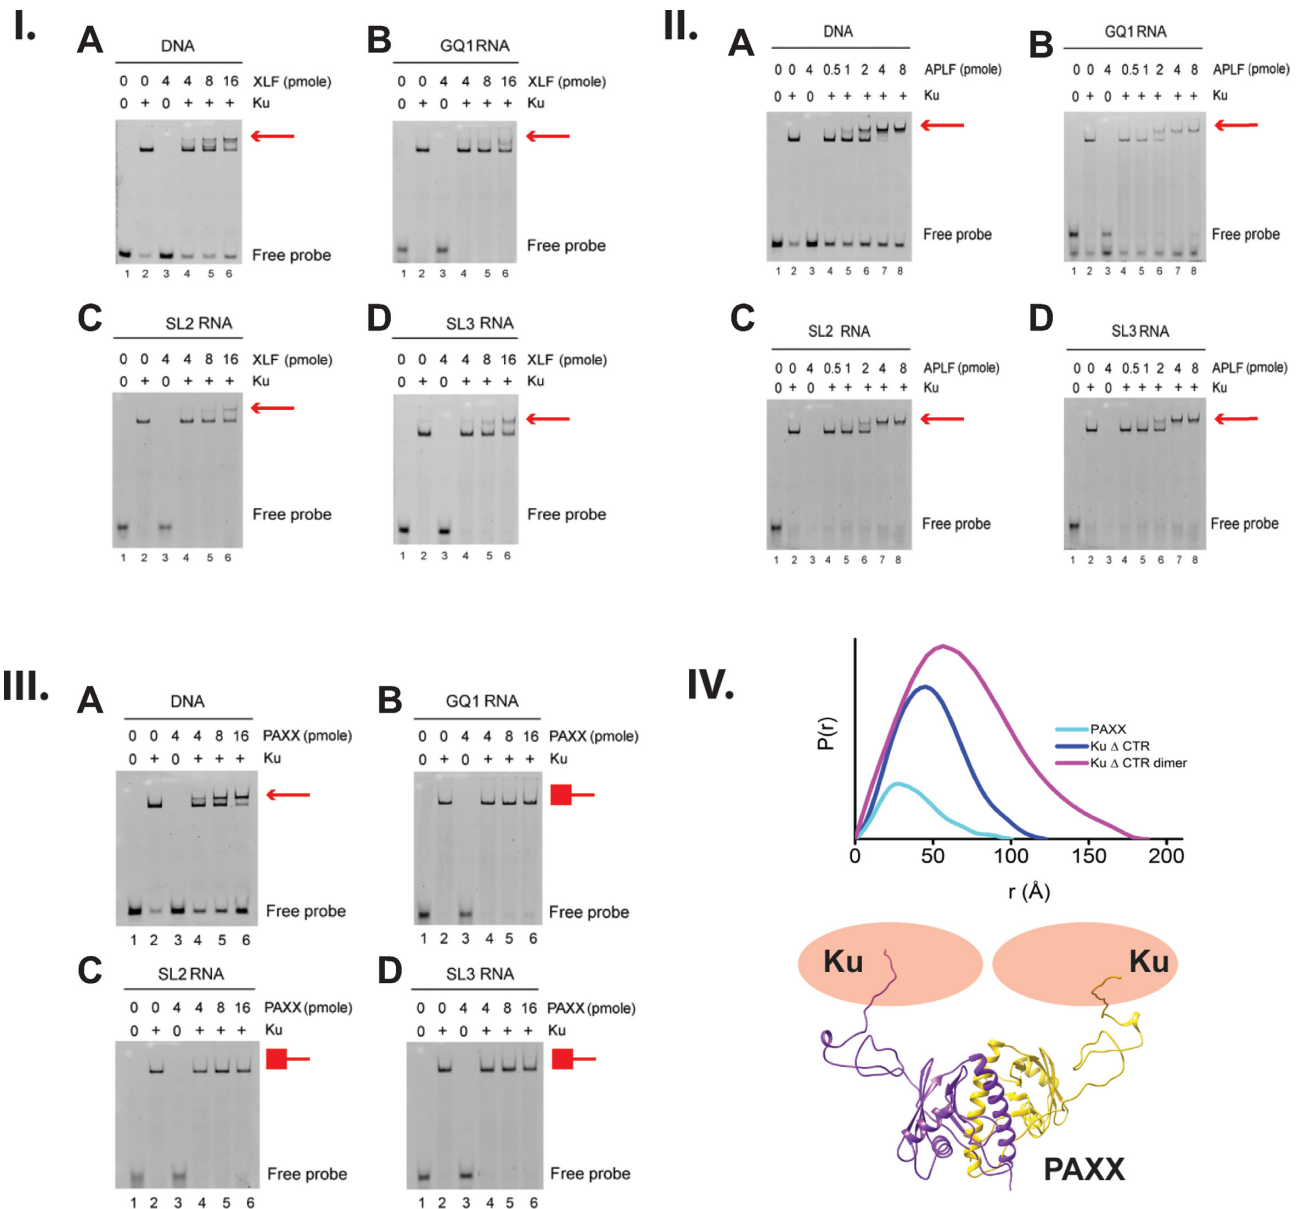 I.
A
DNA
0 0 4 4 8 16 XLF (pmole)
0 + 0 + + + Ku
Free probe
1 2 3 4 5 6
B
GQ1 RNA
0 0 4 4 8 16 XLF (pmole)
0 + 0 + + + Ku
Free probe
1 2 3 4 5 6
C
SL2 RNA
0 0 4 4 8 16 XLF (pmole)
0 + 0 + + + Ku
Free probe
1 2 3 4 5 6
D
SL3 RNA
0 0 4 4 8 16 XLF (pmole)
0 + 0 + + + Ku
Free probe
1 2 3 4 5 6
II.
A
DNA
0 0 4 0.5 1 2 4 8 APLF (pmole)
0 + 0 + + + + + Ku
Free probe
1 2 3 4 5 6 7 8
B
GQ1 RNA
0 0 4 0.5 1 2 4 8 APLF (pmole)
0 + 0 + + + + + Ku
Free probe
1 2 3 4 5 6 7 8
C
SL2 RNA
0 0 4 0.5 1 2 4 8 APLF (pmole)
0 + 0 + + + + + Ku
Free probe
1 2 3 4 5 6 7 8
D
SL3 RNA
0 0 4 0.5 1 2 4 8 APLF (pmole)
0 + 0 + + + + + Ku
Free probe
1 2 3 4 5 6 7 8
III.
A
DNA
0 0 4 4 8 16 PAXX (pmole)
0 + 0 + + + Ku
Free probe
1 2 3 4 5 6
B
GQ1 RNA
0 0 4 4 8 16 PAXX (pmole)
0 + 0 + + + Ku
Free probe
1 2 3 4 5 6
C
SL2 RNA
0 0 4 4 8 16 PAXX (pmole)
0 + 0 + + + Ku
Free probe
1 2 3 4 5 6
D
SL3 RNA
0 0 4 4 8 16 PAXX (pmole)
0 + 0 + + + Ku
Free probe
1 2 3 4 5 6
IV.
P(r)
PAXX
Ku Δ CTR
Ku Δ CTR dimer
0 50 100 150 200
r (Å)
Ku
Ku
PAXX